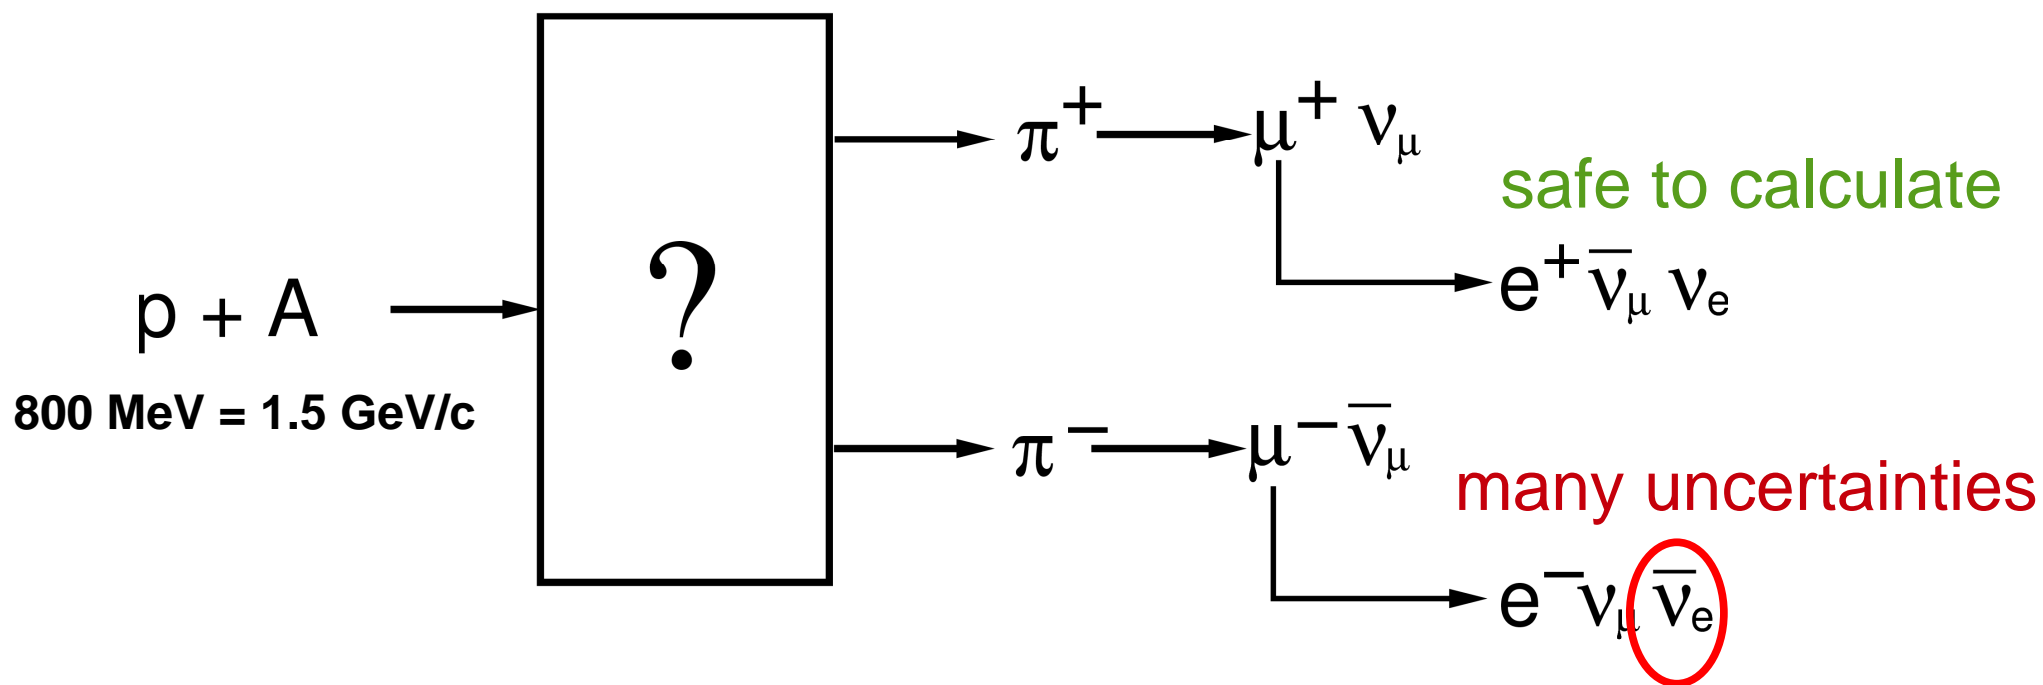 π⁺ → μ⁺ ν_μ
safe to calculate
e⁺ ν̅_μ ν_e
?
p + A
800 MeV = 1.5 GeV/c
π⁻ → μ⁻ ν̅_μ
many uncertainties
e⁻ ν_μ ν̅_e